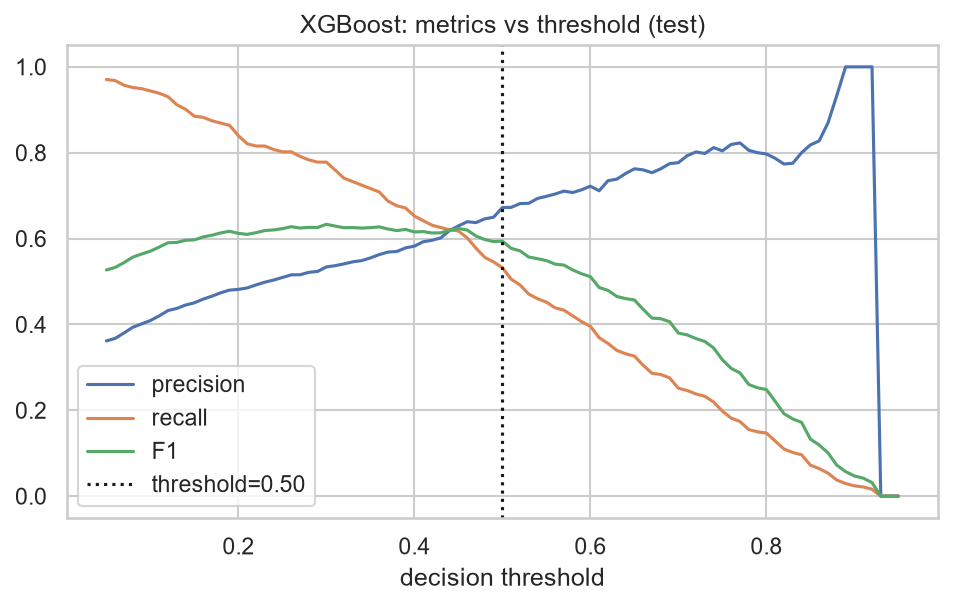 XGBoost: metrics vs threshold (test)
1.0
0.8
0.6
0.4
0.2
0.0
precision
recall
F1
threshold=0.50
0.2 0.4 0.6 0.8
decision threshold